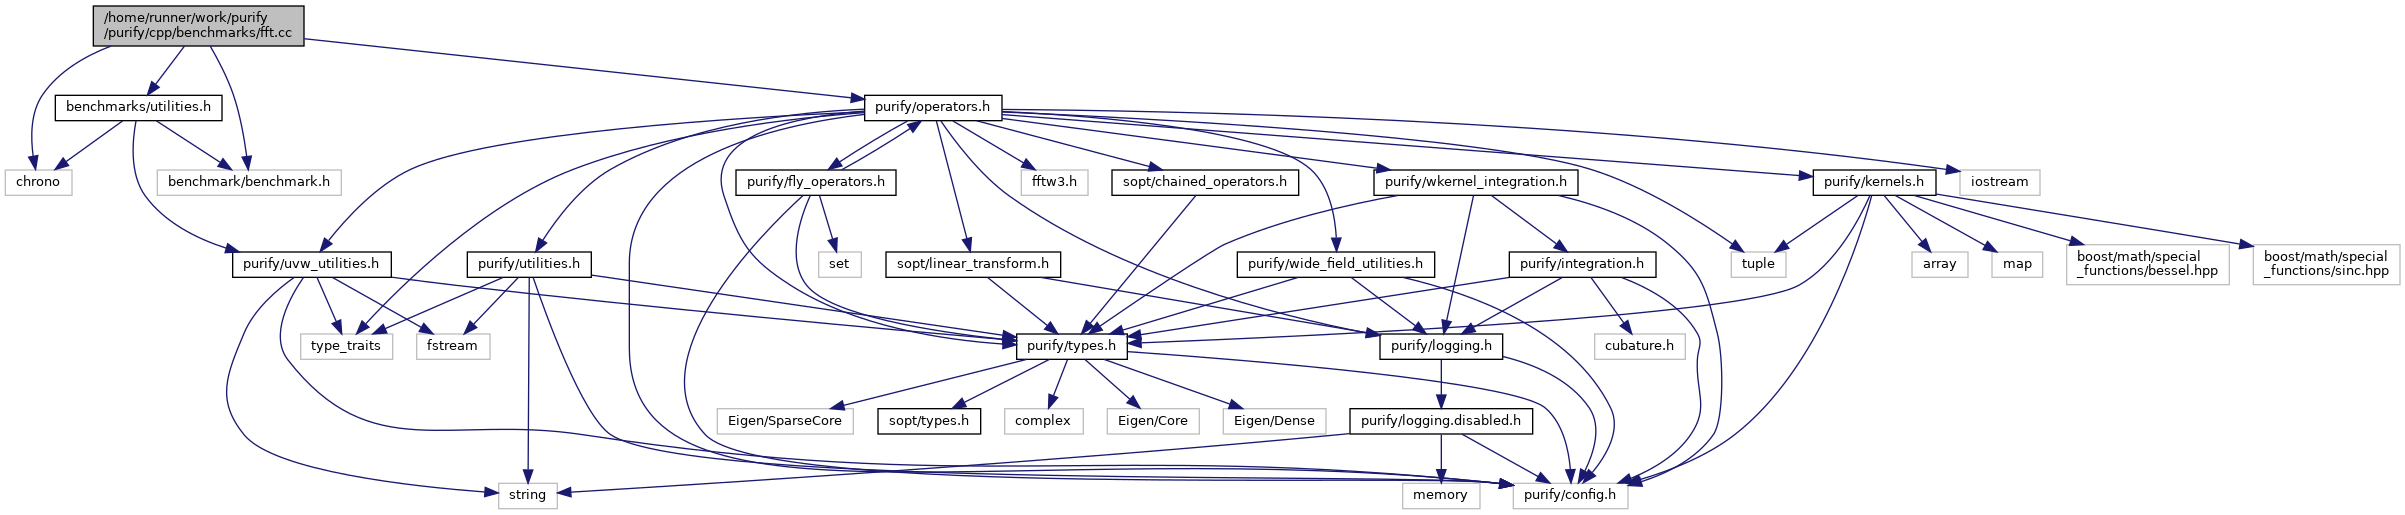 /home/runner/work/purify
/purify/cpp/benchmarks/fft.cc
benchmarks/utilities.h
purify/operators.h
chrono
benchmark/benchmark.h
purify/fly_operators.h
fftw3.h
sopt/chained_operators.h
purify/wkernel_integration.h
purify/kernels.h
iostream
purify/uvw_utilities.h
purify/utilities.h
set
sopt/linear_transform.h
purify/wide_field_utilities.h
purify/integration.h
tuple
array
map
boost/math/special
_functions/bessel.hpp
boost/math/special
_functions/sinc.hpp
type_traits
fstream
purify/types.h
purify/logging.h
cubature.h
Eigen/SparseCore
sopt/types.h
complex
Eigen/Core
Eigen/Dense
purify/logging.disabled.h
string
memory
purify/config.h